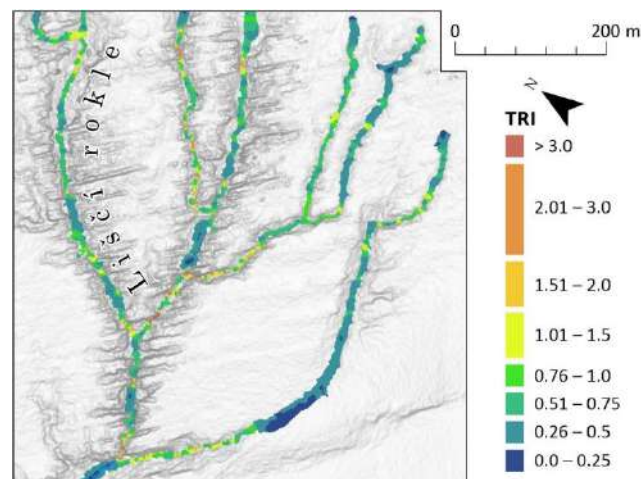 Liščí rokle
0 200 m
N
TRI
> 3.0
2.01 – 3.0
1.51 – 2.0
1.01 – 1.5
0.76 – 1.0
0.51 – 0.75
0.26 – 0.5
0.0 – 0.25